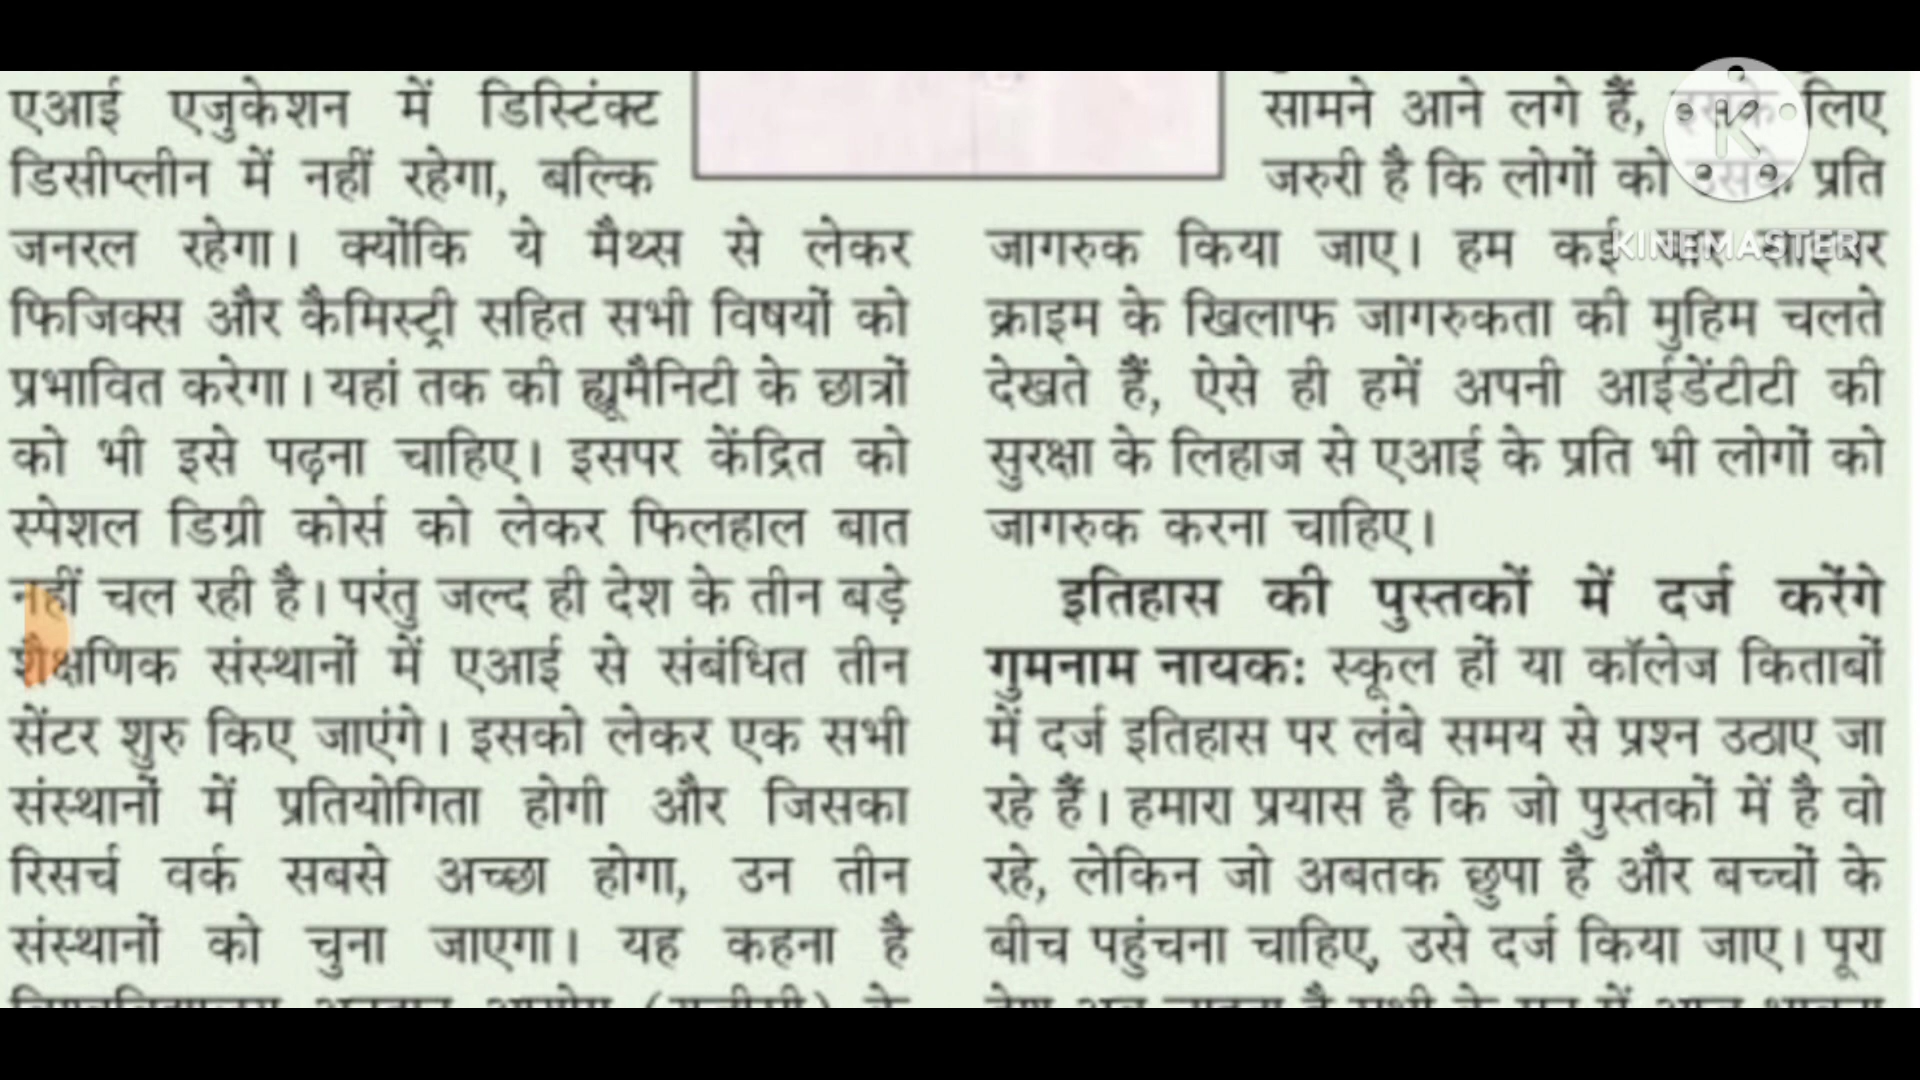 एआई एजुकेशन में डिस्टिंक्ट
डिसीप्लीन में नहीं रहेगा, बल्कि
जनरल रहेगा। क्योंकि ये मैथ्स से लेकर
फिजिक्स और कैमिस्ट्री सहित सभी विषयों को
प्रभावित करेगा। यहां तक की ह्यूमैनिटी के छात्रों
को भी इसे पढ़ना चाहिए। इसपर केंद्रित को
स्पेशल डिग्री कोर्स को लेकर फिलहाल बात
नहीं चल रही है। परंतु जल्द ही देश के तीन बड़े
शैक्षणिक संस्थानों में एआई से संबंधित तीन
सेंटर शुरु किए जाएंगे। इसको लेकर एक सभी
संस्थानों में प्रतियोगिता होगी और जिसका
रिसर्च वर्क सबसे अच्छा होगा, उन तीन
संस्थानों को चुना जाएगा। यह कहना है
सामने आने लगे हैं, इसके लिए
जरुरी है कि लोगों को उसके प्रति
जागरुक किया जाए। हम कई बार साइबर
क्राइम के खिलाफ जागरुकता की मुहिम चलते
देखते हैं, ऐसे ही हमें अपनी आईडेंटीटी की
सुरक्षा के लिहाज से एआई के प्रति भी लोगों को
जागरुक करना चाहिए।
इतिहास की पुस्तकों में दर्ज करेंगे
गुमनाम नायक: स्कूल हों या कॉलेज किताबों
में दर्ज इतिहास पर लंबे समय से प्रश्न उठाए जा
रहे हैं। हमारा प्रयास है कि जो पुस्तकों में है वो
रहे, लेकिन जो अबतक छुपा है और बच्चों के
बीच पहुंचना चाहिए, उसे दर्ज किया जाए। पूरा
K
KINEMASTER